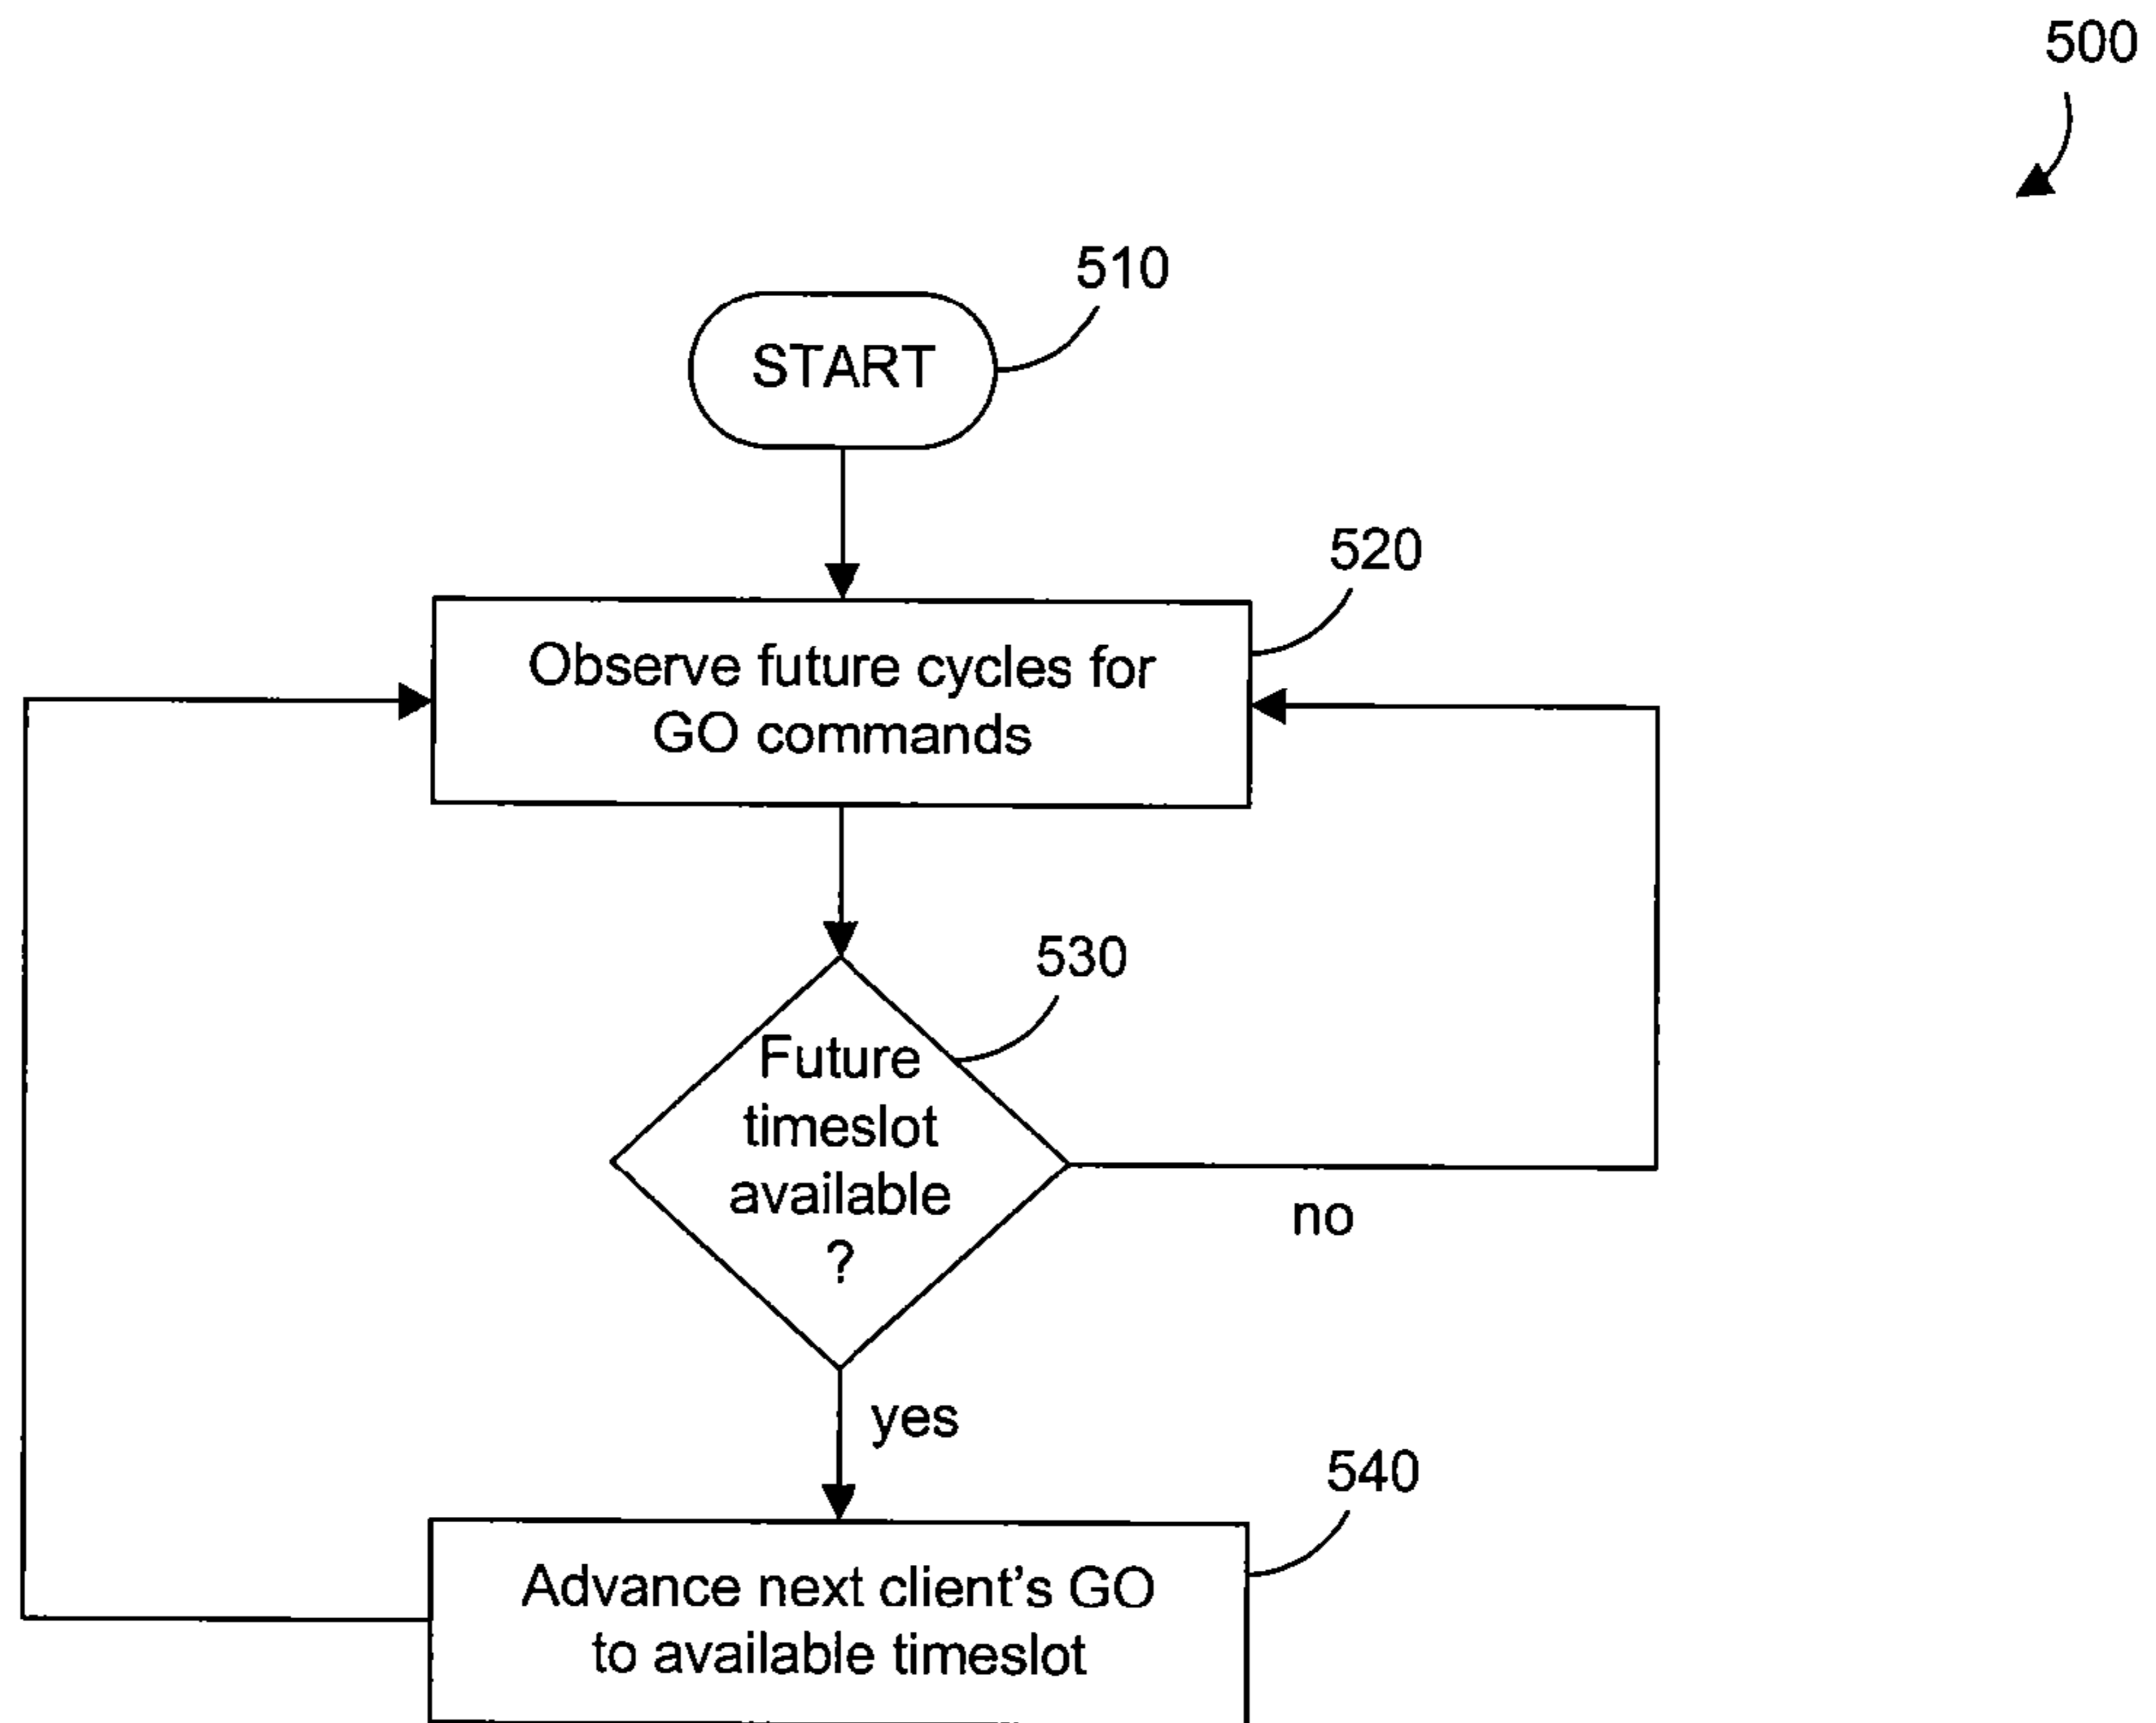 500
510
START
520
Observe future cycles for
GO commands
530
Future
timeslot
available
?
no
yes
540
Advance next client’s GO
to available timeslot